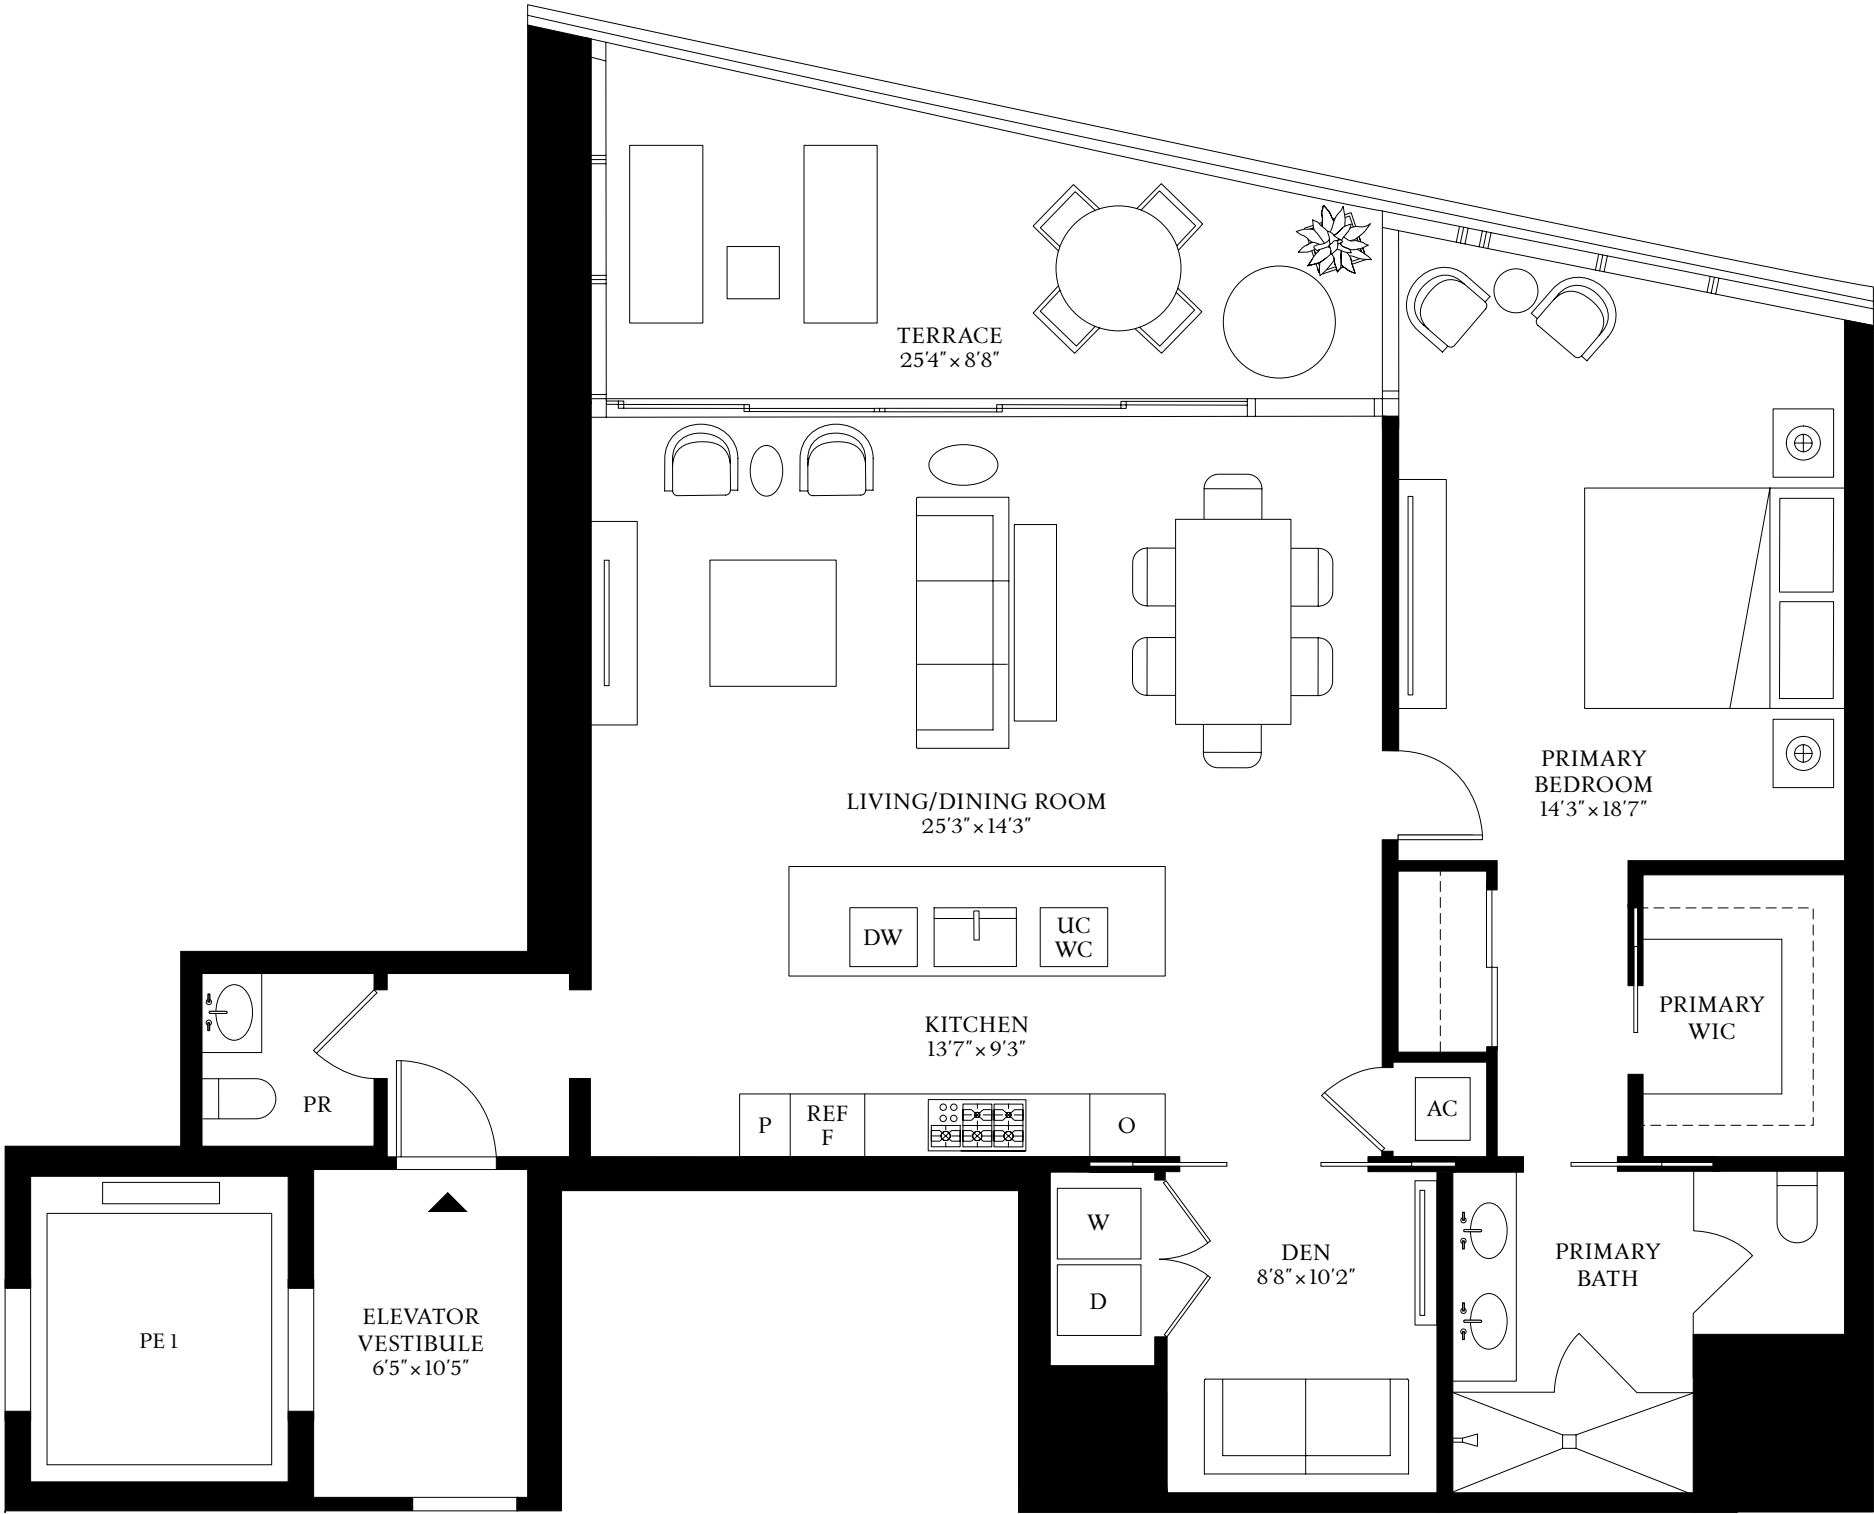 TERRACE
25'4" × 8'8"
LIVING/DINING ROOM
25'3" × 14'3"
PRIMARY
BEDROOM
14'3" × 18'7"
DW
UC
WC
KITCHEN
13'7" × 9'3"
P
REF
F
O
AC
PRIMARY
WIC
PR
PE 1
ELEVATOR
VESTIBULE
6'5" × 10'5"
W
D
DEN
8'8" × 10'2"
PRIMARY
BATH